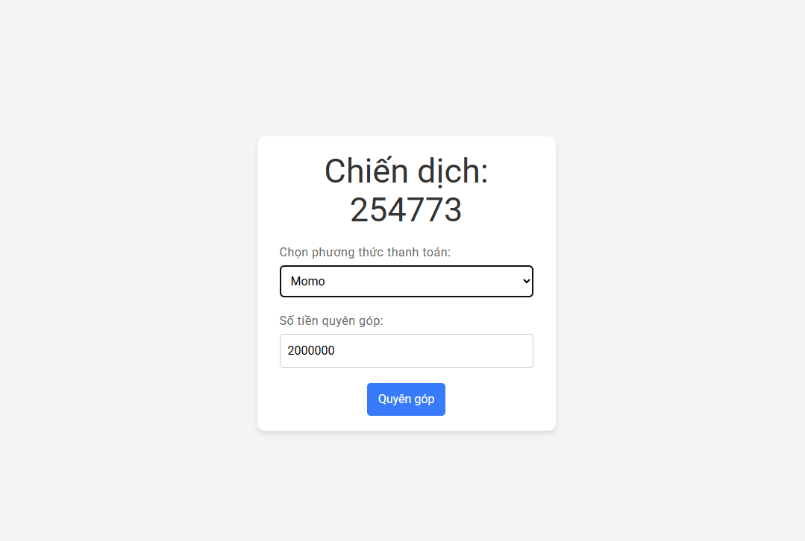 Chiến dịch:
254773
Chọn phương thức thanh toán:
Momo
Số tiền quyên góp:
2000000
Quyên góp